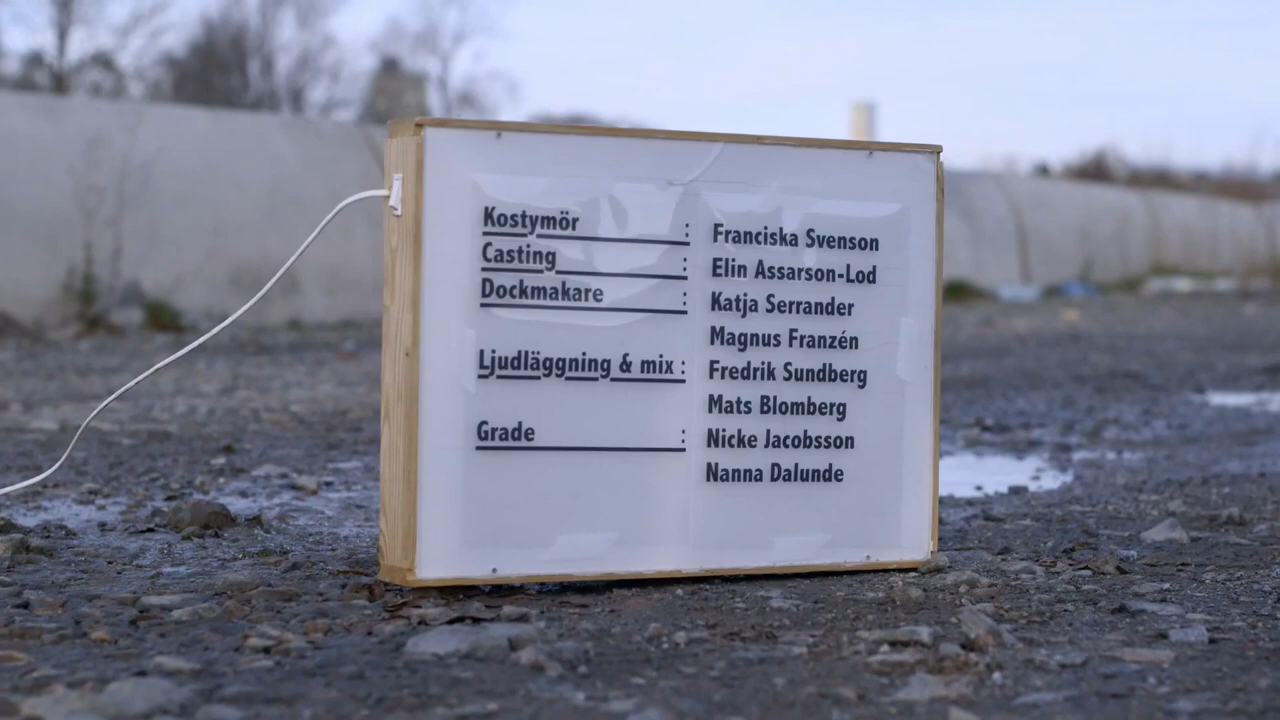 Kostymör : Franciska Svenson
Casting : Elin Assarson-Lod
Dockmakare : Katja Serrander
Magnus Franzén
Ljudläggning & mix : Fredrik Sundberg
Mats Blomberg
Grade : Nicke Jacobsson
Nanna Dalunde